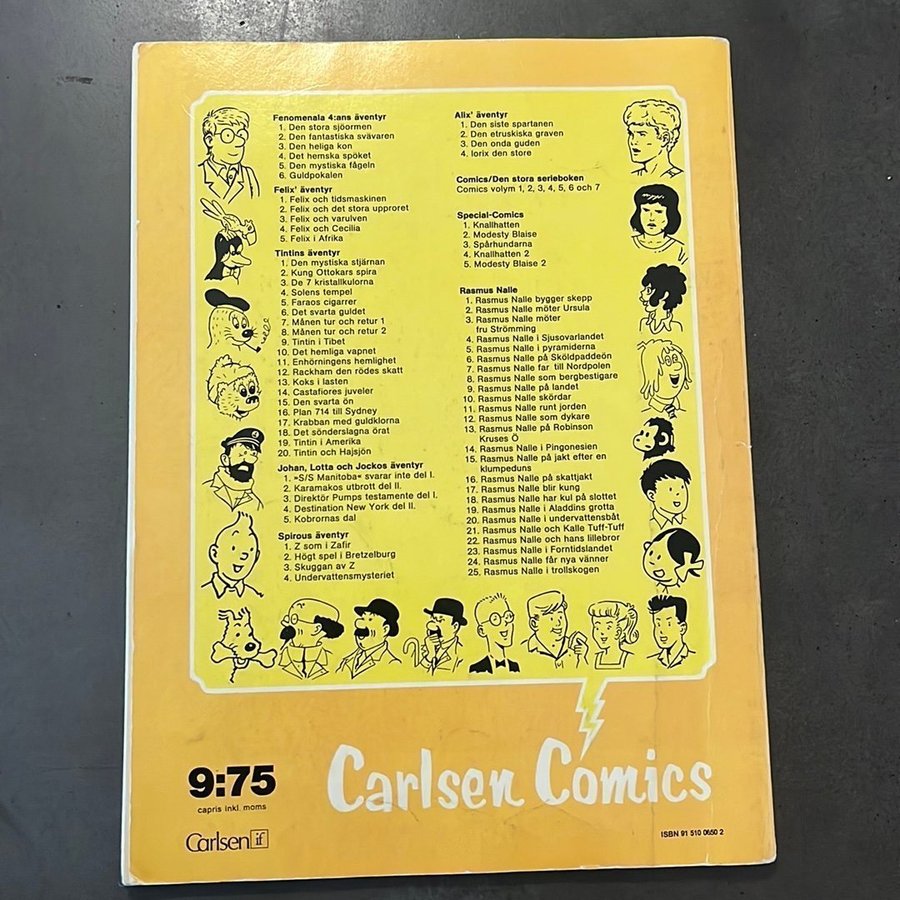 Fenomenala 4:ans äventyr
1. Den stora sjöormen
2. Den fantastiska svävaren
3. Den heliga kon
4. Det hemska spöket
5. Den mystiska fågeln
6. Guldpokalen
Felix' äventyr
1. Felix och tidsmaskinen
2. Felix och det stora upproret
3. Felix och varulven
4. Felix och Cecilia
5. Felix i Afrika
Tintins äventyr
1. Den mystiska stjärnan
2. Kung Ottokars spira
3. De 7 kristallkulorna
4. Solens tempel
5. Faraos cigarrer
6. Det svarta guldet
7. Månen tur och retur 1
8. Månen tur och retur 2
9. Tintin i Tibet
10. Det hemliga vapnet
11. Enhörningens hemlighet
12. Rackham den rödes skatt
13. Koks i lasten
14. Castafiores juveler
15. Den svarta ön
16. Plan 714 till Sydney
17. Krabban med guldklorna
18. Det sönderslagna örat
19. Tintin i Amerika
20. Tintin och Hajsjön
Johan, Lotta och Jockos äventyr
1. »S/S Manitoba« svarar inte del I.
2. Karamakos utbrott del II.
3. Direktör Pumps testamente del I.
4. Destination New York del II.
5. Kobrornas dal
Spirous äventyr
1. Z som i Zafir
2. Högt spel i Bretzelburg
3. Skuggan av Z
4. Undervattensmysteriet
Alix' äventyr
1. Den siste spartanen
2. Den etruskiska graven
3. Den onda guden
4. Iorix den store
Comics/Den stora serieboken
Comics volym 1, 2, 3, 4, 5, 6 och 7
Special-Comics
1. Knallhatten
2. Modesty Blaise
3. Spårhundarna
4. Knallhatten 2
5. Modesty Blaise 2
Rasmus Nalle
1. Rasmus Nalle bygger skepp
2. Rasmus Nalle möter Ursula
3. Rasmus Nalle möter
fru Strömming
4. Rasmus Nalle i Sjusovarlandet
5. Rasmus Nalle i pyramiderna
6. Rasmus Nalle på Sköldpaddeön
7. Rasmus Nalle far till Nordpolen
8. Rasmus Nalle som bergbestigare
9. Rasmus Nalle på landet
10. Rasmus Nalle skördar
11. Rasmus Nalle runt jorden
12. Rasmus Nalle som dykare
13. Rasmus Nalle på Robinson
Kruses Ö
14. Rasmus Nalle i Pingonesien
15. Rasmus Nalle på jakt efter en
klumpeduns
16. Rasmus Nalle på skattjakt
17. Rasmus Nalle blir kung
18. Rasmus Nalle har kul på slottet
19. Rasmus Nalle i Aladdins grotta
20. Rasmus Nalle i undervattensbåt
21. Rasmus Nalle och Kalle Tuff-Tuff
22. Rasmus Nalle och hans lillebror
23. Rasmus Nalle i Forntidslandet
24. Rasmus Nalle får nya vänner
25. Rasmus Nalle i trollskogen
9:75
capris inkl. moms
Carlsen if
Carlsen Comics
ISBN 91 510 0650 2